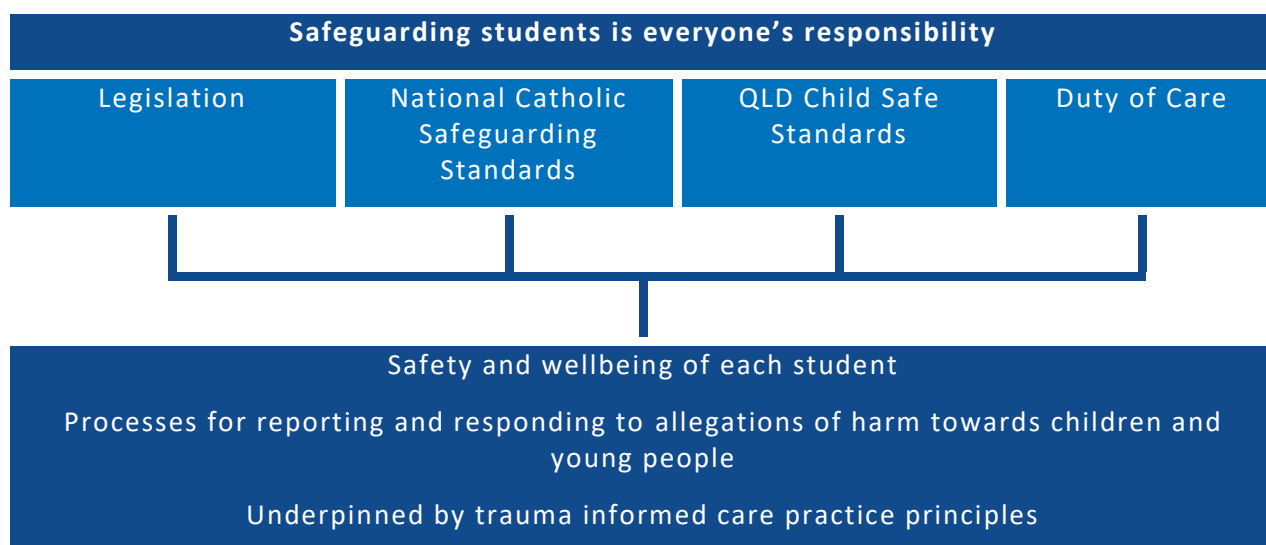 Safeguarding students is everyone’s responsibility
Legislation
National Catholic
Safeguarding
Standards
QLD Child Safe
Standards
Duty of Care
Safety and wellbeing of each student
Processes for reporting and responding to allegations of harm towards children and
young people
Underpinned by trauma informed care practice principles